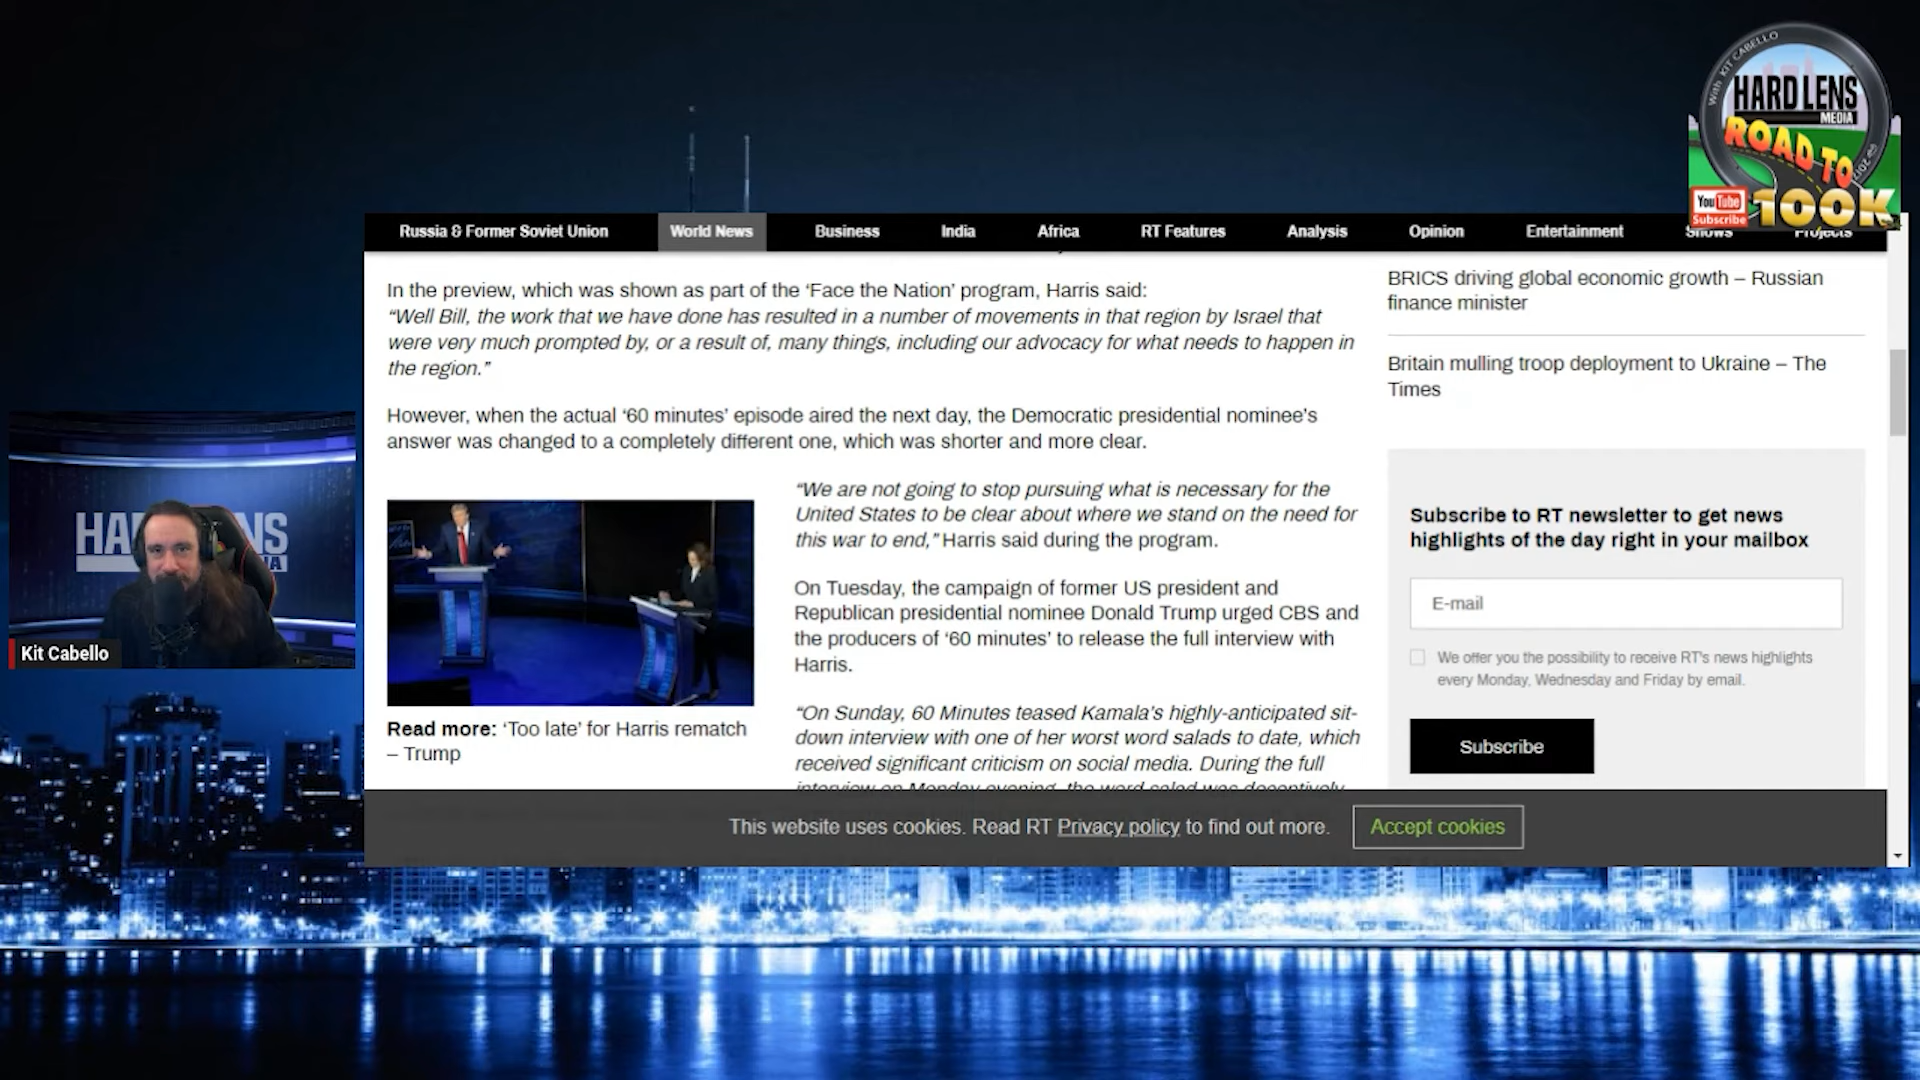 With KIT CABELLO
HARD LENS
MEDIA
ROAD TO
100K
YouTube
Subscribe
Russia & Former Soviet Union
World News
Business
India
Africa
RT Features
Analysis
Opinion
Entertainment
Shows
Projects
In the preview, which was shown as part of the ‘Face the Nation’ program, Harris said:
“Well Bill, the work that we have done has resulted in a number of movements in that region by Israel that
were very much prompted by, or a result of, many things, including our advocacy for what needs to happen in
the region.”
However, when the actual ‘60 minutes’ episode aired the next day, the Democratic presidential nominee’s
answer was changed to a completely different one, which was shorter and more clear.
“We are not going to stop pursuing what is necessary for the
United States to be clear about where we stand on the need for
this war to end,” Harris said during the program.
On Tuesday, the campaign of former US president and
Republican presidential nominee Donald Trump urged CBS and
the producers of ‘60 minutes’ to release the full interview with
Harris.
“On Sunday, 60 Minutes teased Kamala’s highly-anticipated sit-
down interview with one of her worst word salads to date, which
received significant criticism on social media. During the full
interview on Monday evening, the word salad was deceptively
Read more: ‘Too late’ for Harris rematch
– Trump
BRICS driving global economic growth – Russian
finance minister
Britain mulling troop deployment to Ukraine – The
Times
Subscribe to RT newsletter to get news
highlights of the day right in your mailbox
E-mail
We offer you the possibility to receive RT's news highlights
every Monday, Wednesday and Friday by email.
Subscribe
This website uses cookies. Read RT Privacy policy to find out more.
Accept cookies
Kit Cabello